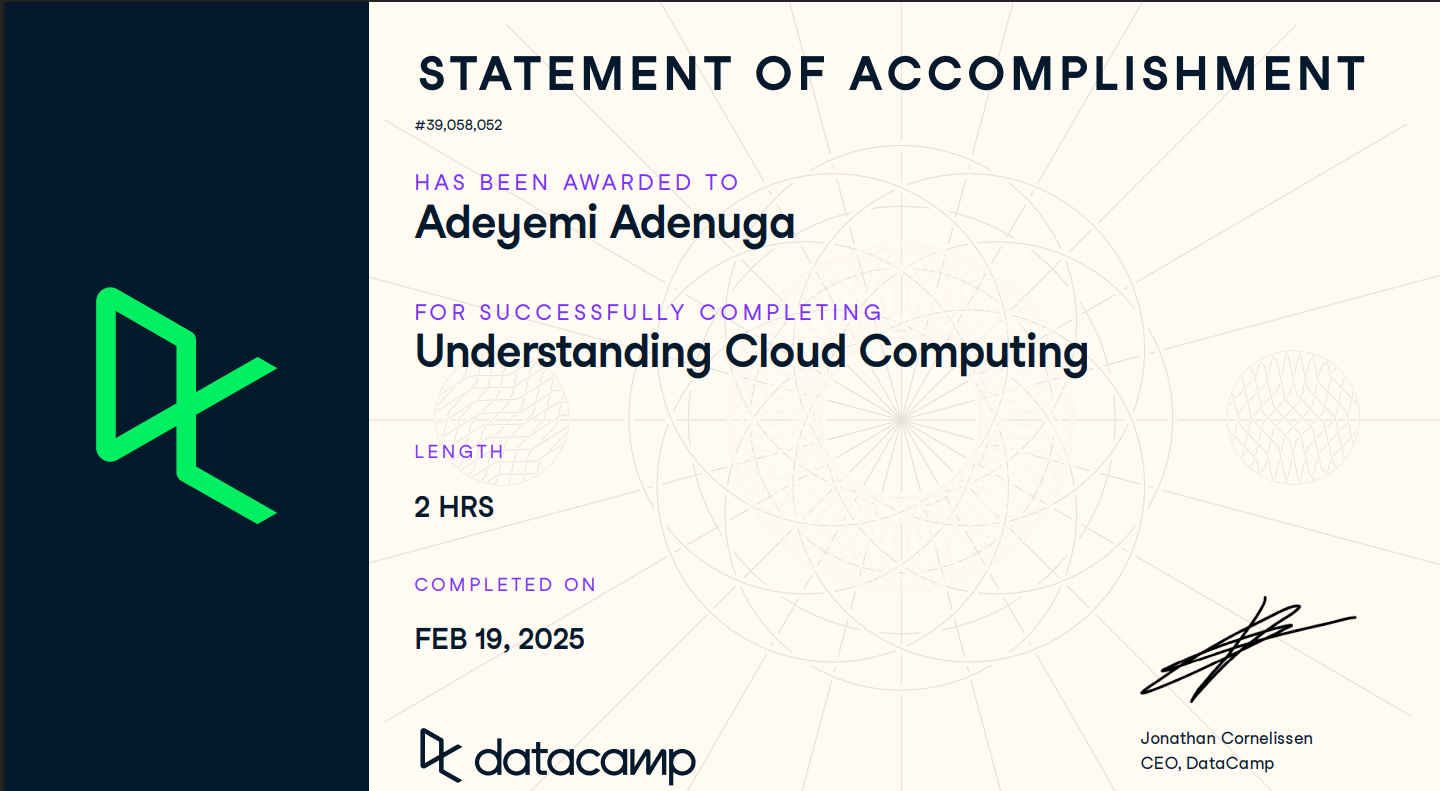 STATEMENT OF ACCOMPLISHMENT
#39,058,052
HAS BEEN AWARDED TO
Adeyemi Adenuga
FOR SUCCESSFULLY COMPLETING
Understanding Cloud Computing
LENGTH
2 HRS
COMPLETED ON
FEB 19, 2025
datacamp
Jonathan Cornelissen
CEO, DataCamp